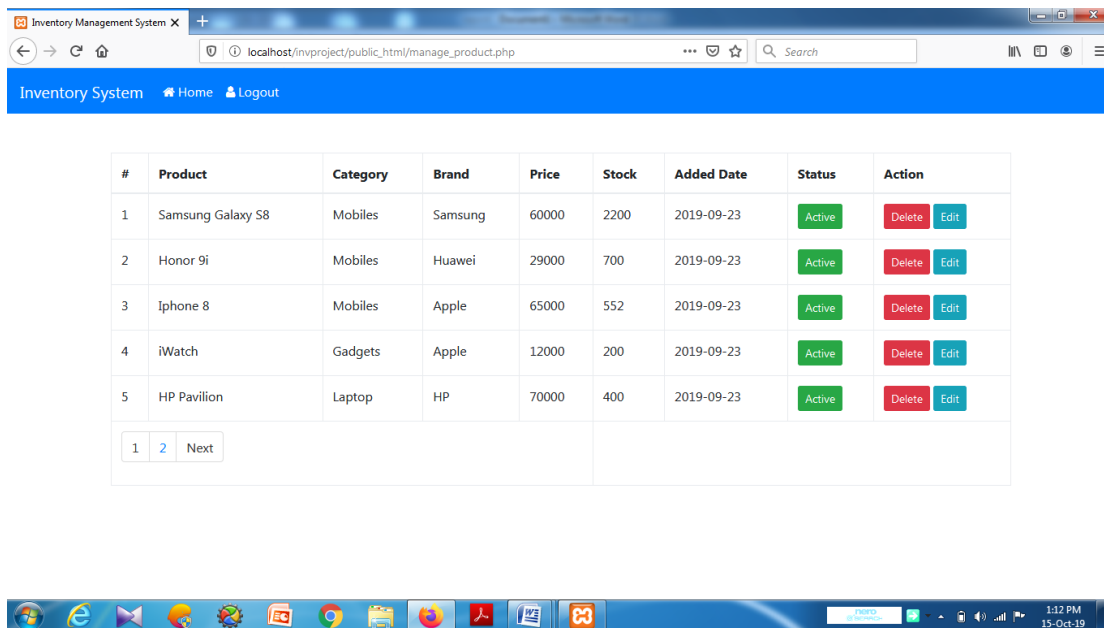 Inventory Management System
localhost/invproject/public_html/manage_product.php
Search
Inventory System Home Logout
# Product Category Brand Price Stock Added Date Status Action
1 Samsung Galaxy S8 Mobiles Samsung 60000 2200 2019-09-23 Active Delete Edit
2 Honor 9i Mobiles Huawei 29000 700 2019-09-23 Active Delete Edit
3 Iphone 8 Mobiles Apple 65000 552 2019-09-23 Active Delete Edit
4 iWatch Gadgets Apple 12000 200 2019-09-23 Active Delete Edit
5 HP Pavilion Laptop HP 70000 400 2019-09-23 Active Delete Edit
1 2 Next
nero
1:12 PM
15-Oct-19